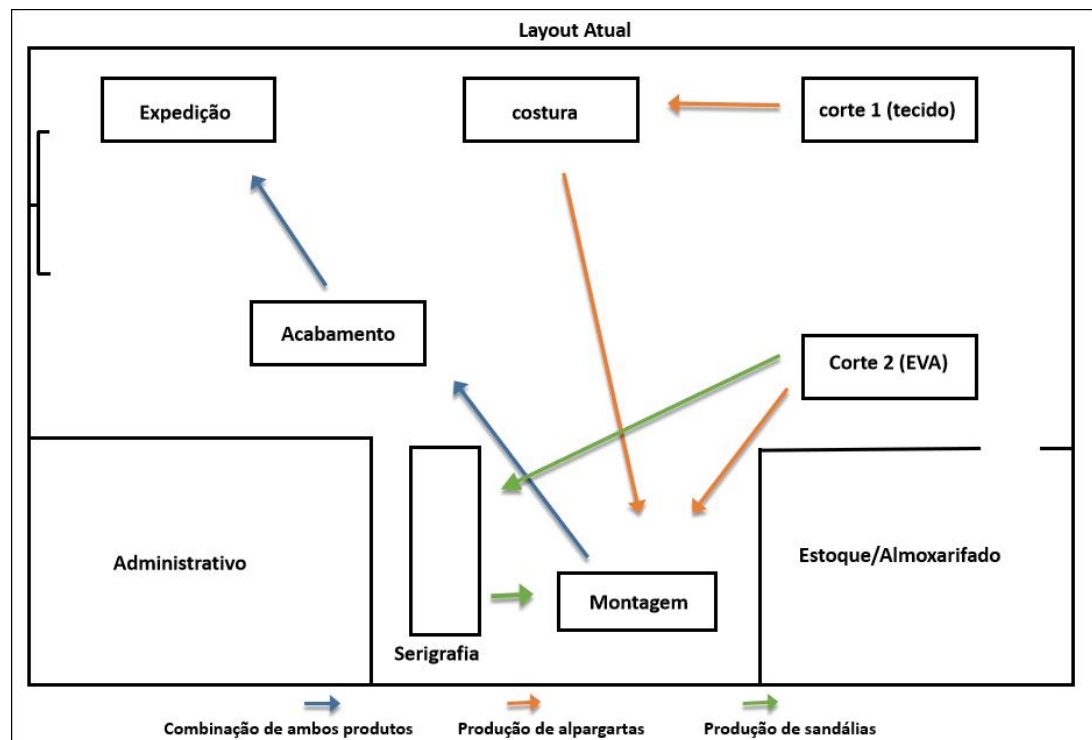 Layout Atual
Expedição
costura
corte 1 (tecido)
Acabamento
Corte 2 (EVA)
Administrativo
Estoque/Almoxarifado
Montagem
Serigrafia
Combinação de ambos produtos
Produção de alpargartas
Produção de sandálias